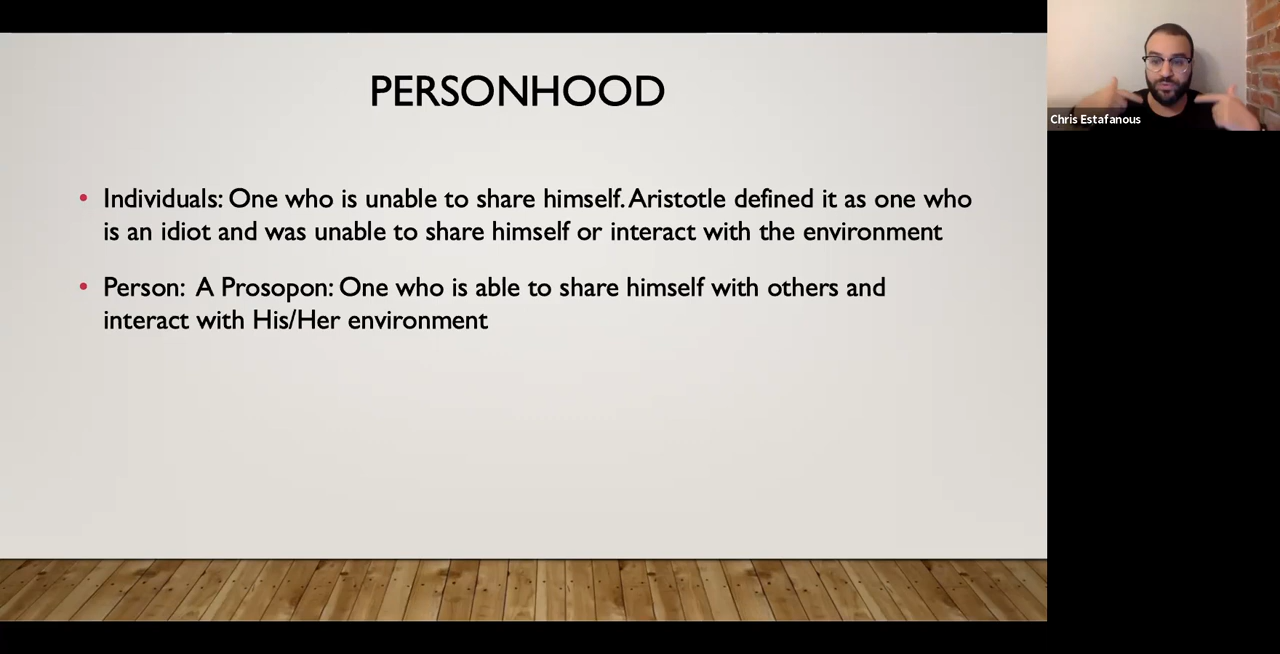 PERSONHOOD
Chris Estafanous
• Individuals: One who is unable to share himself. Aristotle defined it as one who
is an idiot and was unable to share himself or interact with the environment
• Person: A Prosopon: One who is able to share himself with others and
interact with His/Her environment